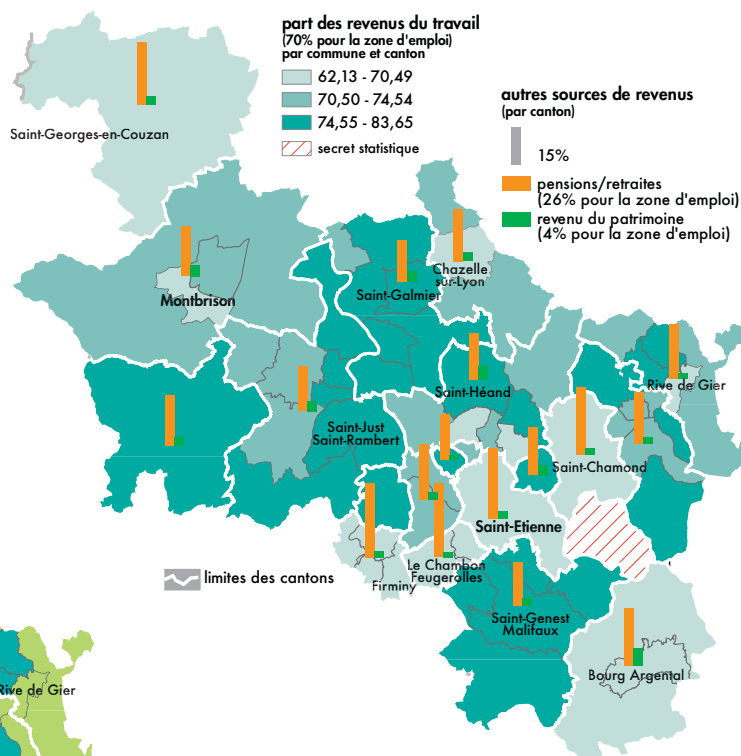 part des revenus du travail
(70% pour la zone d'emploi)
par commune et canton
62,13 - 70,49
70,50 - 74,54
74,55 - 83,65
secret statistique
autres sources de revenus
(par canton)
15%
pensions/retraites
(26% pour la zone d'emploi)
revenu du patrimoine
(4% pour la zone d'emploi)
Saint-Georges-en-Couzan
Montbrison
Saint-Galmier
Chazelle
sur-Lyon
Saint-Héand
Rive de Gier
Saint-Just
Saint-Rambert
Saint-Chamond
Saint-Etienne
Le Chambon
Feugerolles
Firminy
limites des cantons
Saint-Genest
Malifaux
Bourg Argental
Rive de Gier